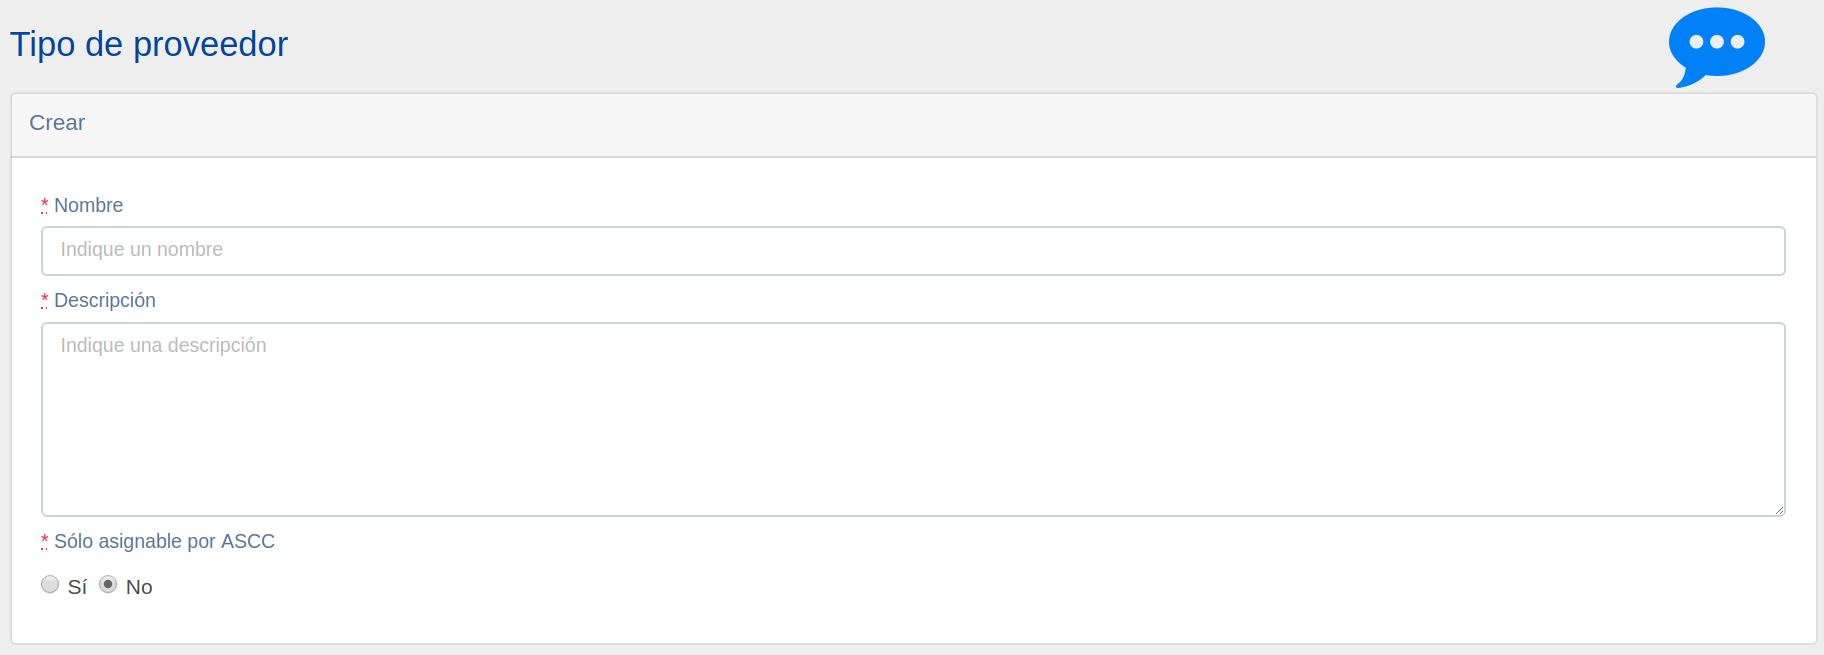 Tipo de proveedor
Crear
* Nombre
Indique un nombre
* Descripción
Indique una descripción
* Sólo asignable por ASCC
Sí No